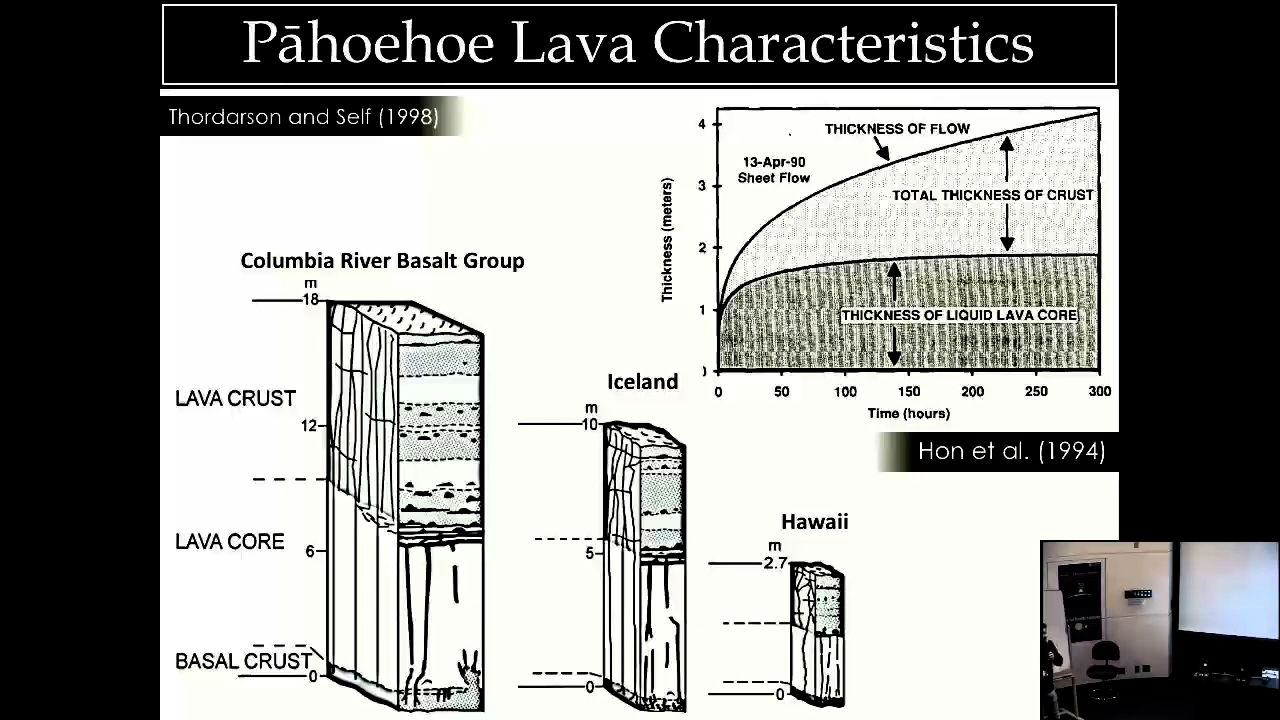 Pāhoehoe Lava Characteristics
Thordarson and Self (1998)
Columbia River Basalt Group
m
18
LAVA CRUST
12
LAVA CORE
6
BASAL CRUST
0
Iceland
m
10
5
0
Hawaii
m
2.7
0
THICKNESS OF FLOW
13-Apr-90
Sheet Flow
TOTAL THICKNESS OF CRUST
THICKNESS OF LIQUID LAVA CORE
Thickness (meters)
4
3
2
1
0 50 100 150 200 250 300
Time (hours)
Hon et al. (1994)